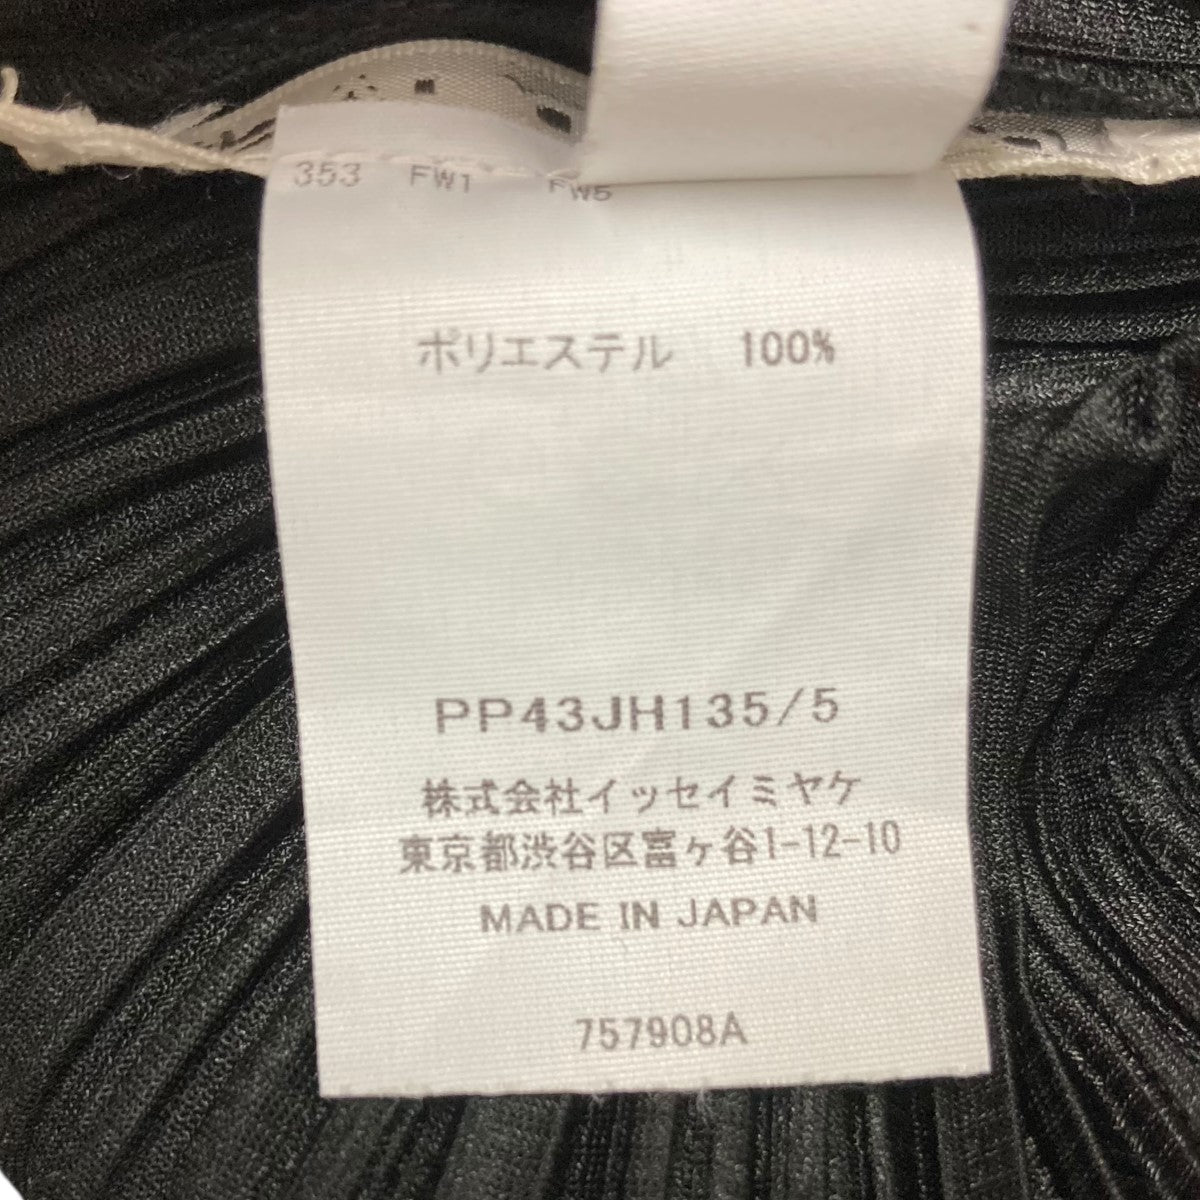 353 FW1 FW5
ポリエステル 100%
PP43JH135/5
株式会社イッセイミヤケ
東京都渋谷区富ヶ谷1-12-10
MADE IN JAPAN
757908A